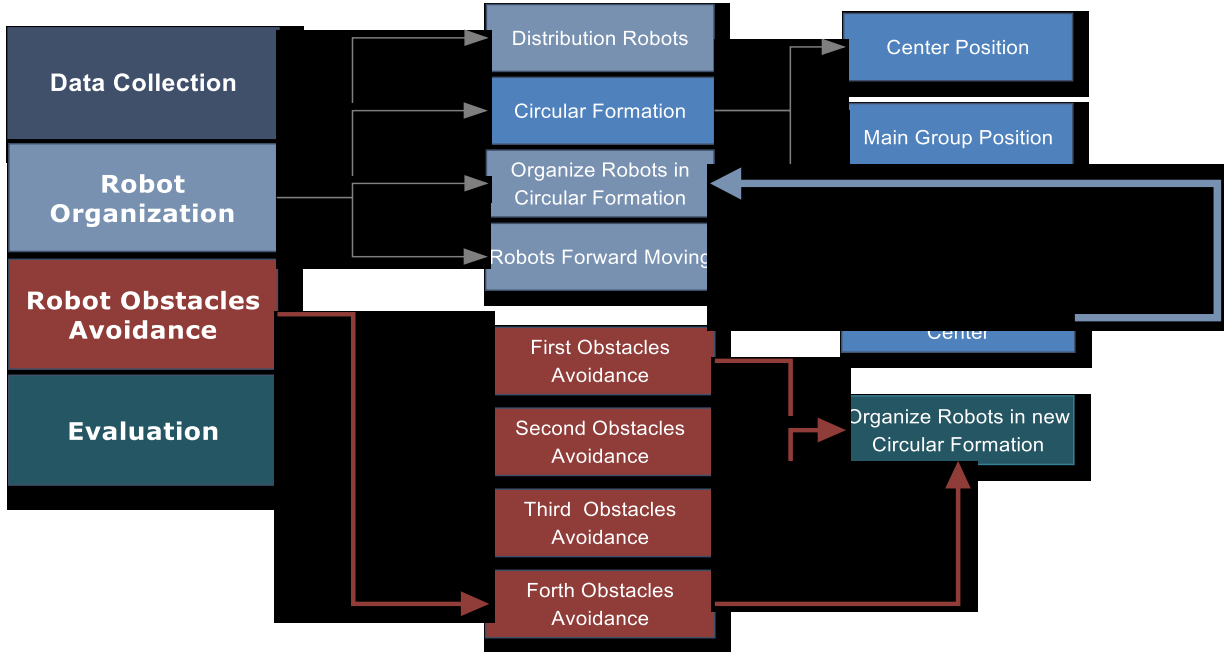 Data Collection
Robot
Organization
Robot Obstacles
Avoidance
Evaluation
Distribution Robots
Circular Formation
Organize Robots in
Circular Formation
Robots Forward Moving
First Obstacles
Avoidance
Second Obstacles
Avoidance
Third  Obstacles
Avoidance
Forth Obstacles
Avoidance
Center Position
Main Group Position
Center
Organize Robots in new
Circular Formation